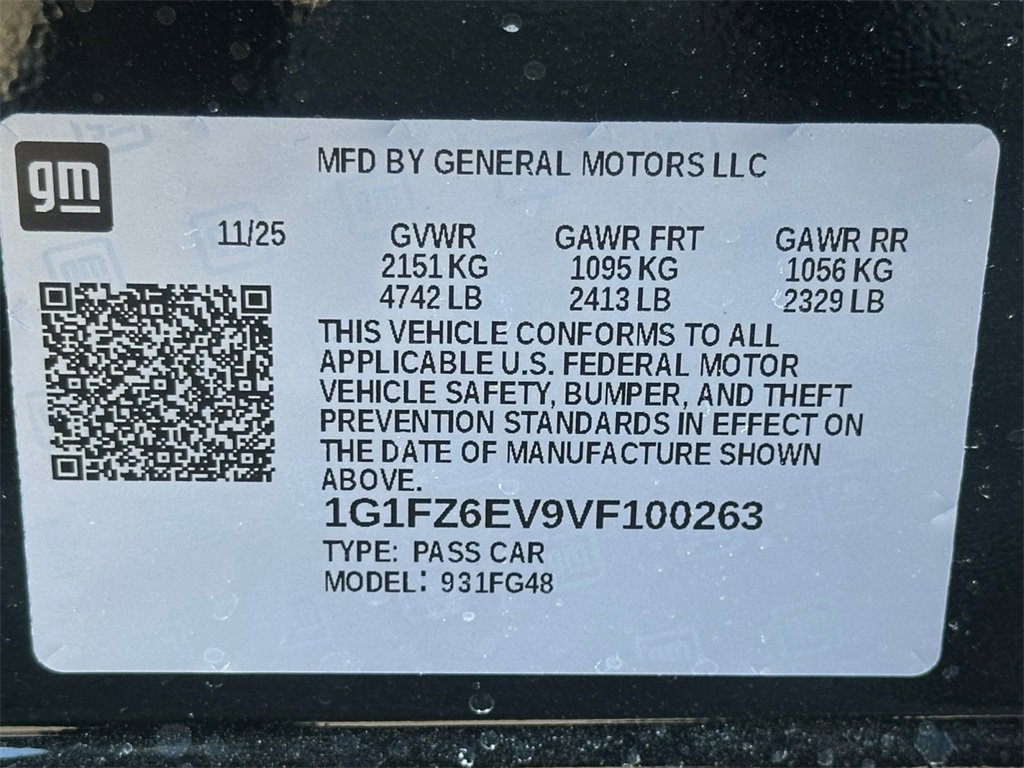 gm
MFD BY GENERAL MOTORS LLC
11/25
GVWR GAWR FRT GAWR RR
2151 KG 1095 KG 1056 KG
4742 LB 2413 LB 2329 LB
THIS VEHICLE CONFORMS TO ALL
APPLICABLE U.S. FEDERAL MOTOR
VEHICLE SAFETY, BUMPER, AND THEFT
PREVENTION STANDARDS IN EFFECT ON
THE DATE OF MANUFACTURE SHOWN
ABOVE.
1G1FZ6EV9VF100263
TYPE: PASS CAR
MODEL: 931FG48